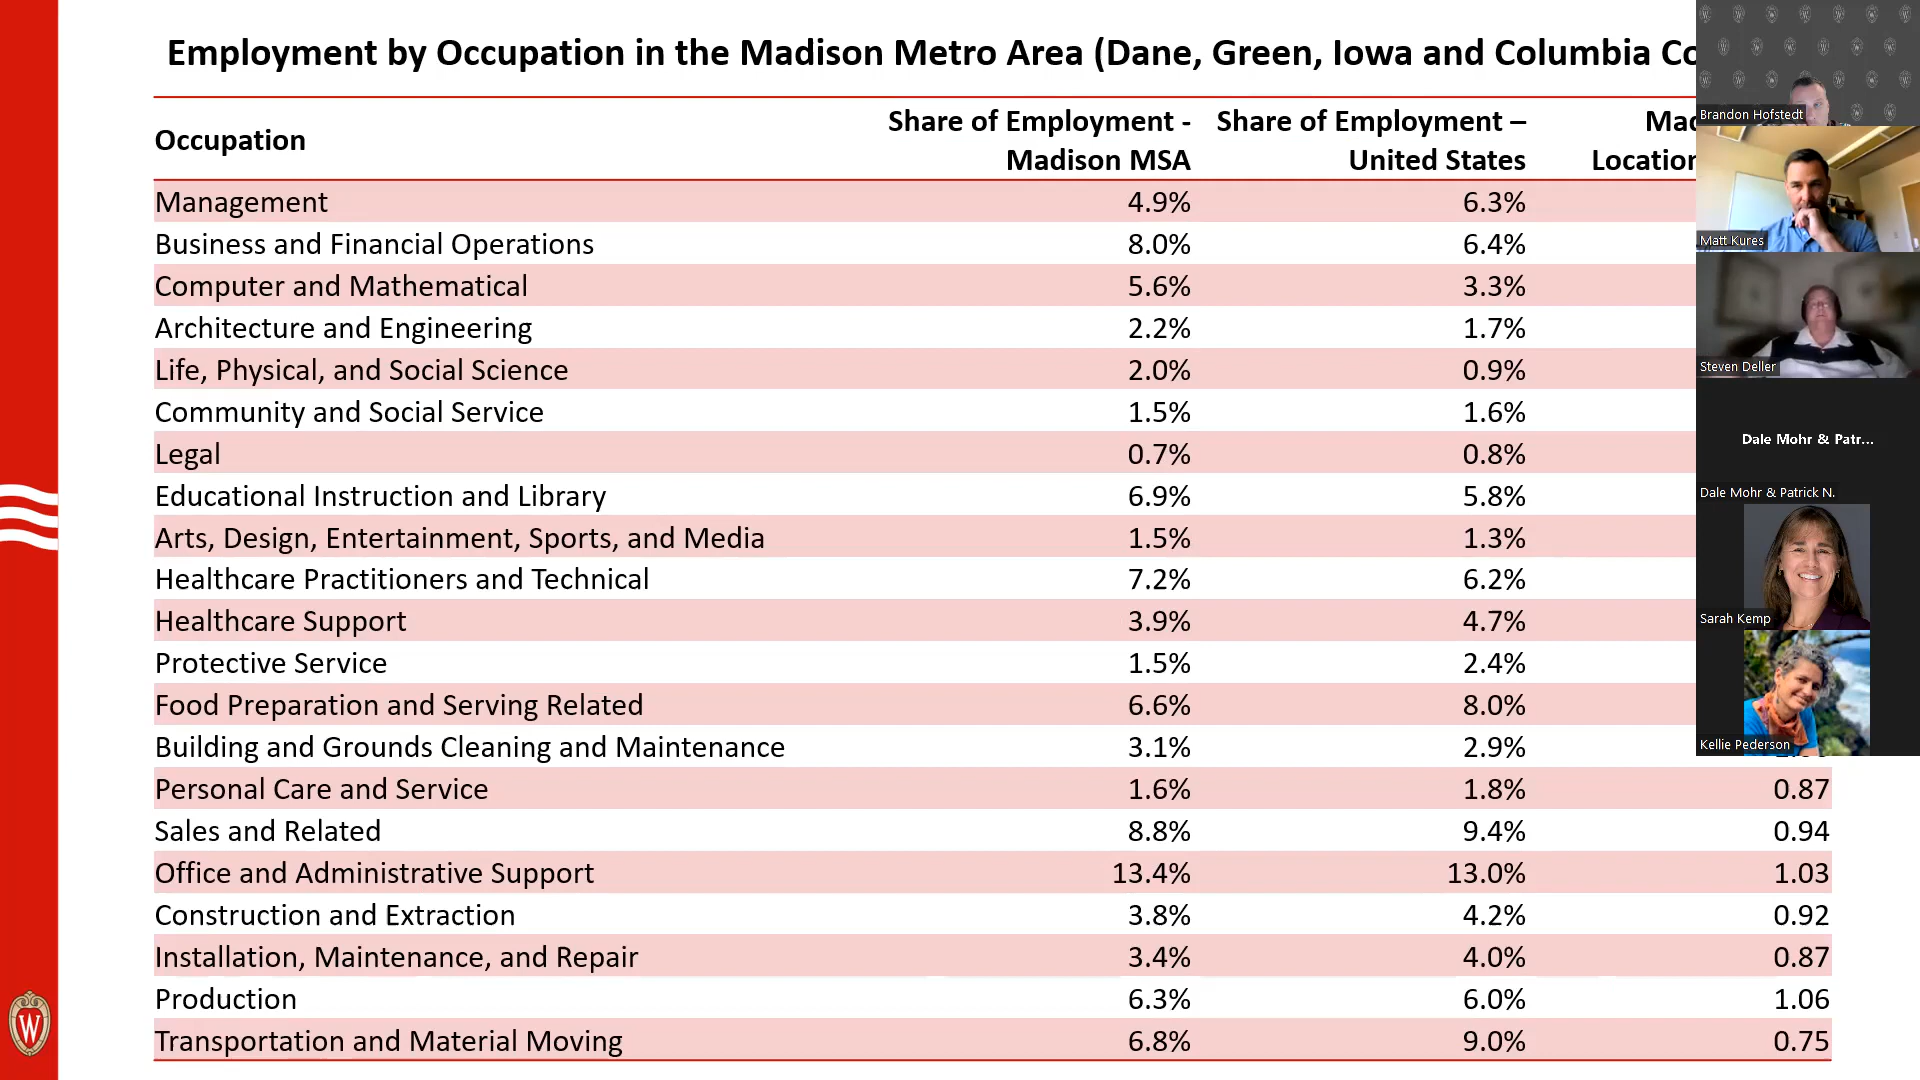 Employment by Occupation in the Madison Metro Area (Dane, Green, Iowa and Columbia Co
Occupation
Share of Employment -
Madison MSA
Share of Employment –
United States
Location
Management 4.9% 6.3%
Business and Financial Operations 8.0% 6.4%
Computer and Mathematical 5.6% 3.3%
Architecture and Engineering 2.2% 1.7%
Life, Physical, and Social Science 2.0% 0.9%
Community and Social Service 1.5% 1.6%
Legal 0.7% 0.8%
Educational Instruction and Library 6.9% 5.8%
Arts, Design, Entertainment, Sports, and Media 1.5% 1.3%
Healthcare Practitioners and Technical 7.2% 6.2%
Healthcare Support 3.9% 4.7%
Protective Service 1.5% 2.4%
Food Preparation and Serving Related 6.6% 8.0%
Building and Grounds Cleaning and Maintenance 3.1% 2.9%
Personal Care and Service 1.6% 1.8% 0.87
Sales and Related 8.8% 9.4% 0.94
Office and Administrative Support 13.4% 13.0% 1.03
Construction and Extraction 3.8% 4.2% 0.92
Installation, Maintenance, and Repair 3.4% 4.0% 0.87
Production 6.3% 6.0% 1.06
Transportation and Material Moving 6.8% 9.0% 0.75
W
Brandon Hofstedt
Matt Kures
Steven Deller
Dale Mohr & Patr...
Dale Mohr & Patrick N.
Sarah Kemp
Kellie Pederson